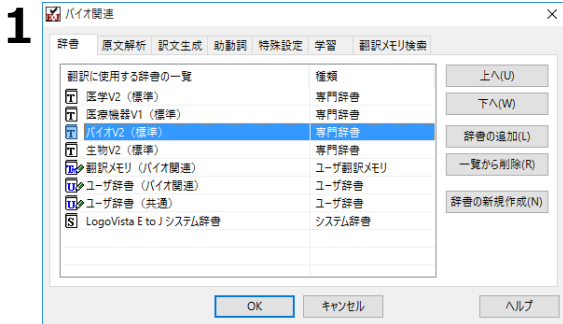 1
バイオ関連
辞書 原文解析 訳文生成 助動詞 特殊設定 学習 翻訳メモリ検索
翻訳に使用する辞書の一覧 種類
医学V2（標準） 専門辞書
医療機器V1（標準） 専門辞書
バイオV2（標準） 専門辞書
生物V2（標準） 専門辞書
翻訳メモリ（バイオ関連） ユーザ翻訳メモリ
ユーザ辞書（バイオ関連） ユーザ辞書
ユーザ辞書（共通） ユーザ辞書
LogoVista E to J システム辞書 システム辞書
上へ(U)
下へ(W)
辞書の追加(L)
一覧から削除(R)
辞書の新規作成(N)
OK キャンセル ヘルプ